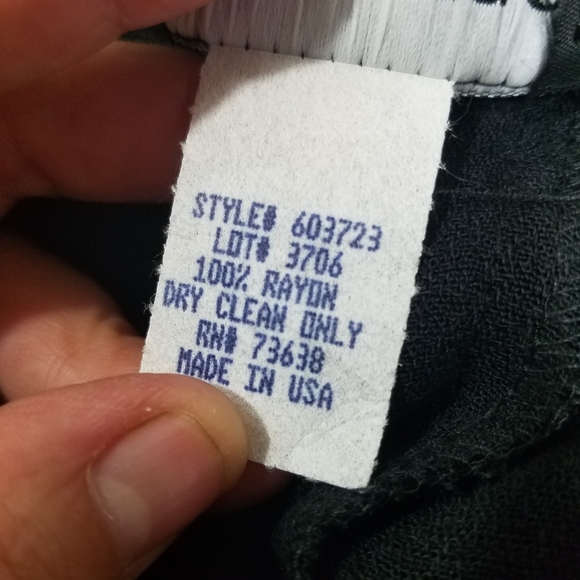 STYLE# 603723
LOT# 3706
100% RAYON
DRY CLEAN ONLY
RN# 73638
MADE IN USA